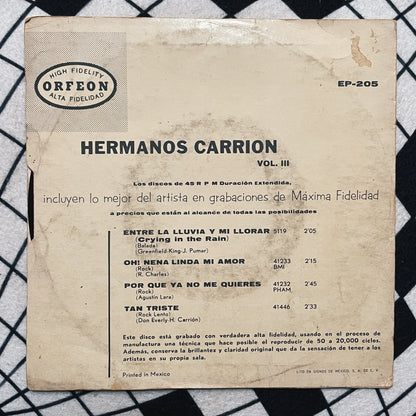 HIGH FIDELITY
ORFEON
ALTA FIDELIDAD
EP-205
HERMANOS CARRION
VOL. III
Los discos de 45 R P M Duración Extendida,
incluyen lo mejor del artista en grabaciones de Máxima Fidelidad
a precios que están al alcance de todas las posibilidades
ENTRE LA LLUVIA Y MI LLORAR 5119 2'05
(Crying in the Rain)
(Balada)
(Greenfield-King-J. Pumar)
OH! NENA LINDA MI AMOR 41233 2'15
(Rock) BMI
(R. Charles)
POR QUE YA NO ME QUIERES 41232 2'45
(Rock) PHAM
(Agustín Lara)
TAN TRISTE 41446 2'33
(Rock Lento)
(Don Everly-H. Carrión)
Este disco está grabado con verdadera alta fidelidad, usando en el proceso de
manufactura una técnica que hace posible el reproducir de 50 a 20,000 ciclos.
Además, conserva la brillantez y claridad original que da la sensación de tener a los
artistas en su propia sala.
Printed in Mexico
LITO EN OFFSET DE MEXICO, S. A. DE C. V.